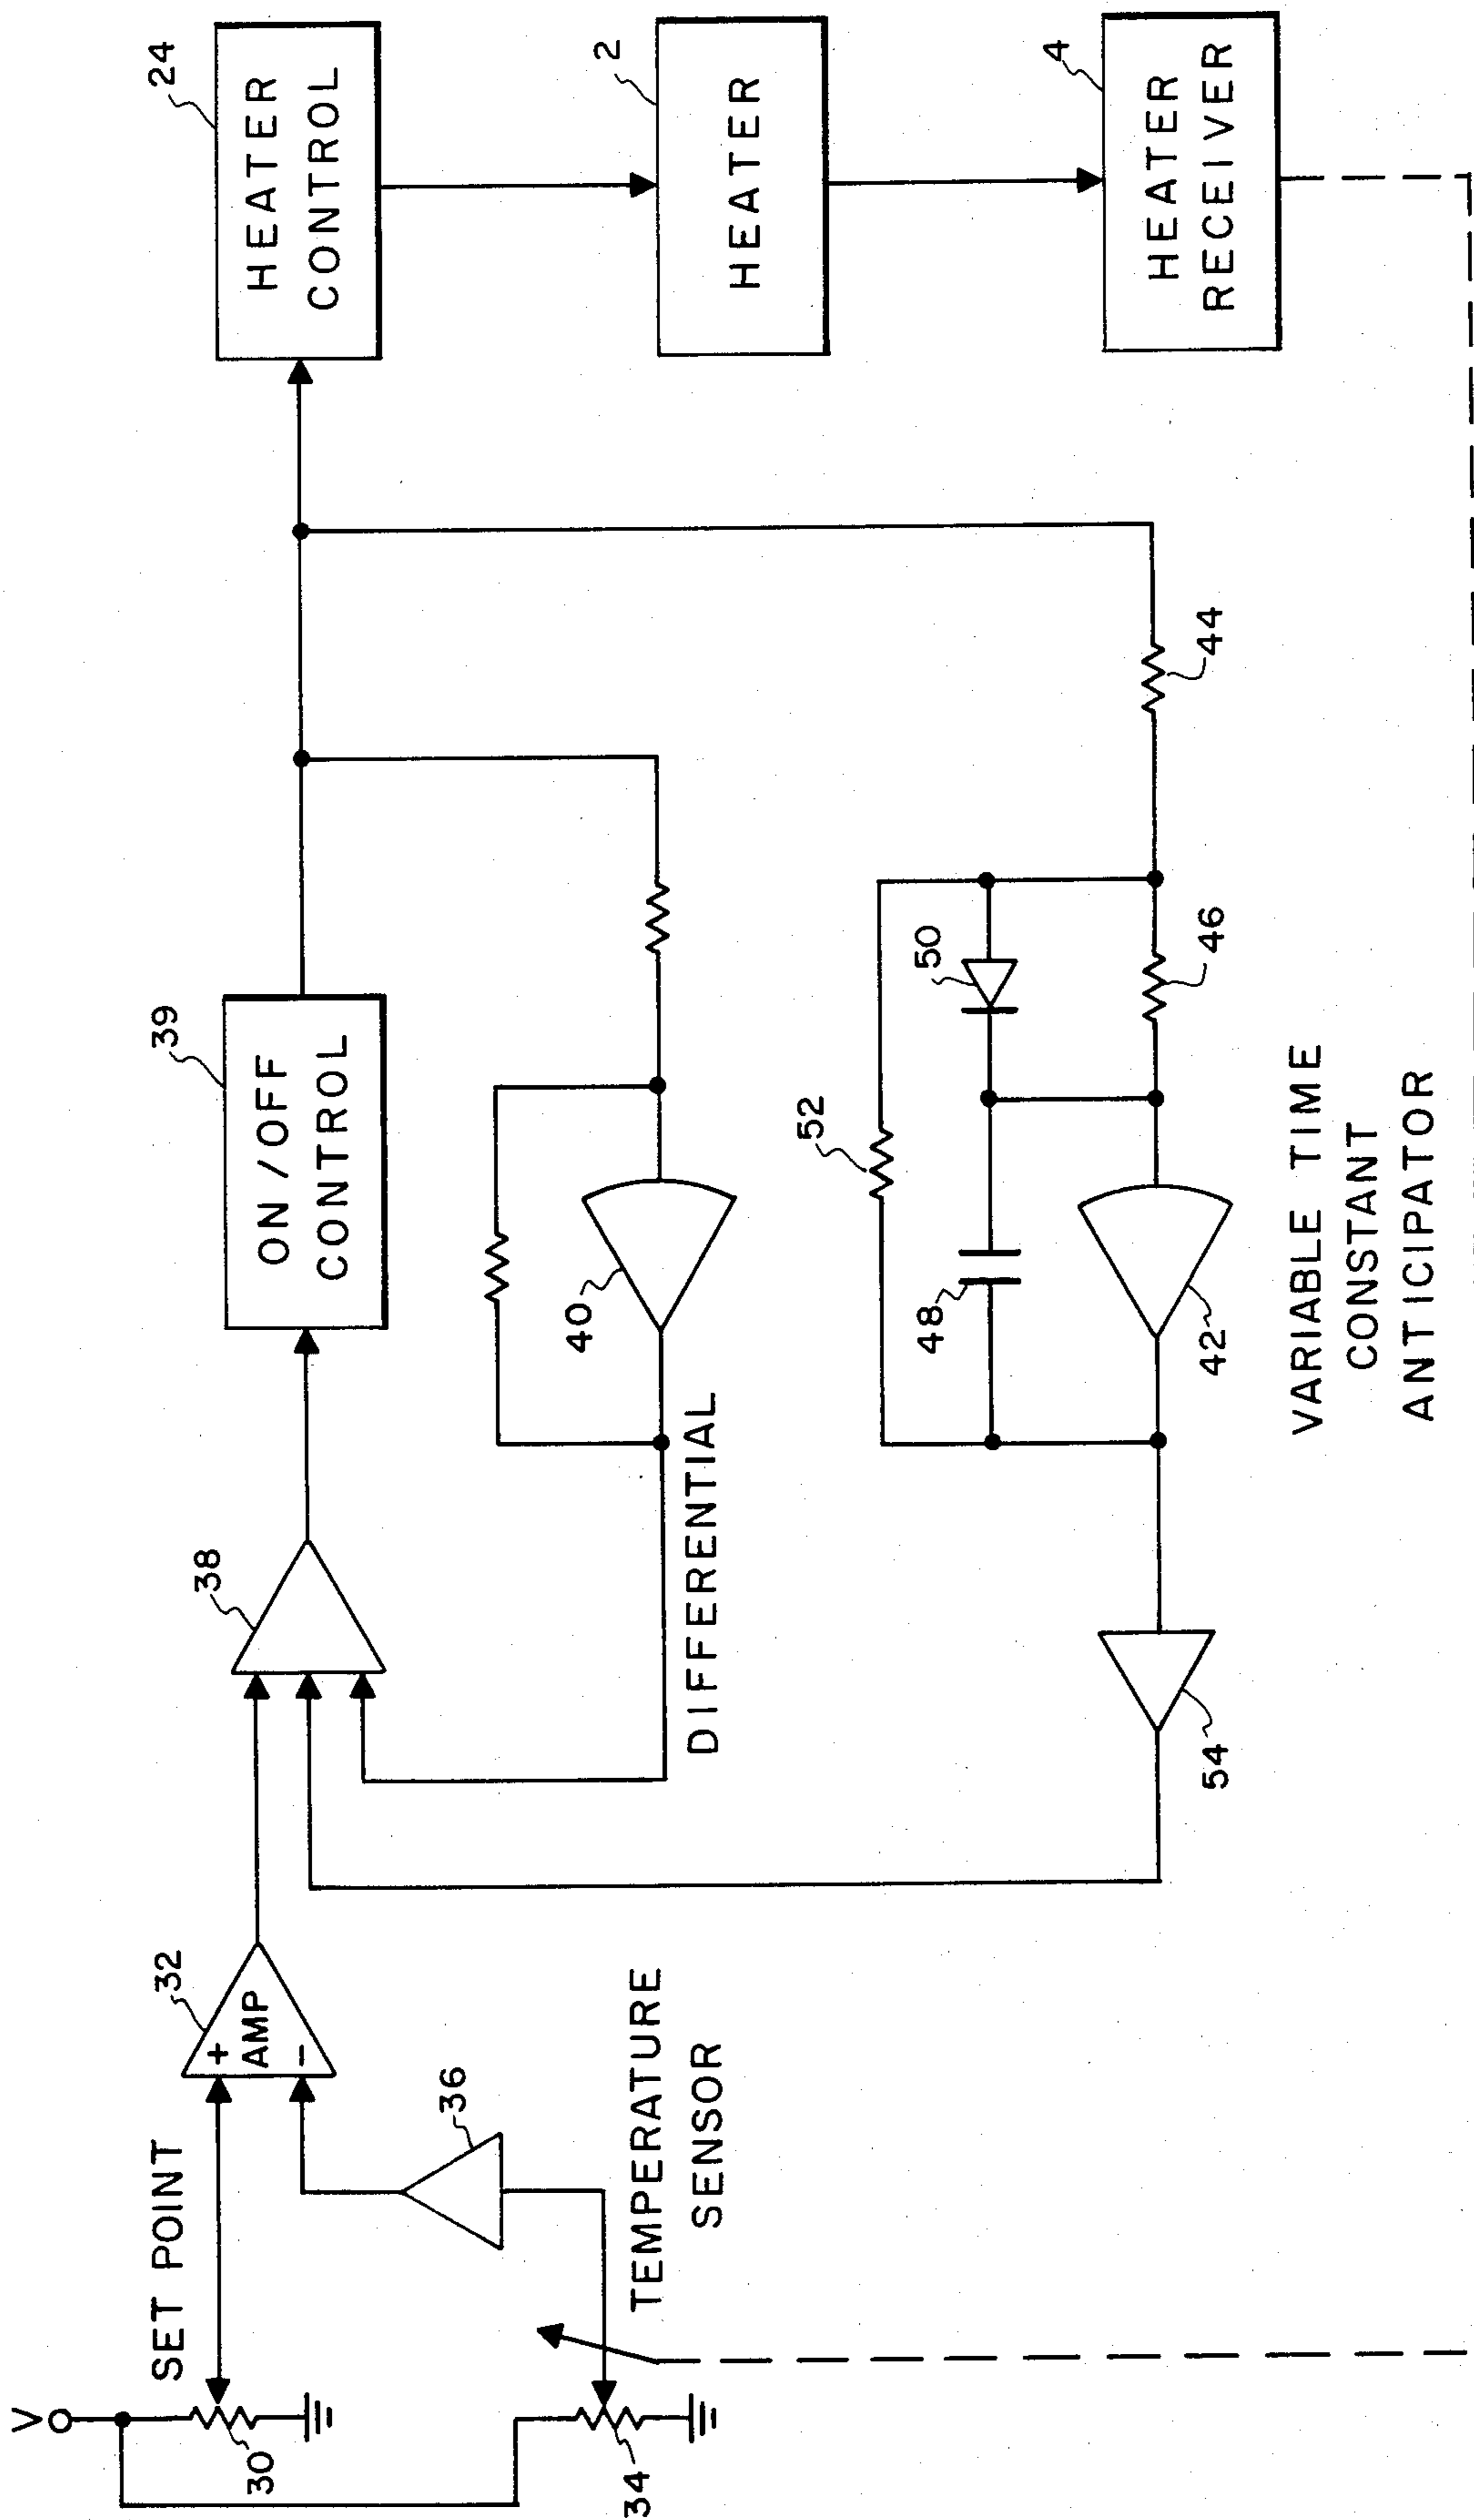 V
SET POINT
30
34
TEMPERATURE
SENSOR
36
32
+
AMP
−
38
DIFFERENTIAL
40
39
ON/OFF
CONTROL
54
42
48
50
52
46
44
VARIABLE TIME
CONSTANT
ANTICIPATOR
24
HEATER
CONTROL
2
HEATER
4
HEATER
RECEIVER